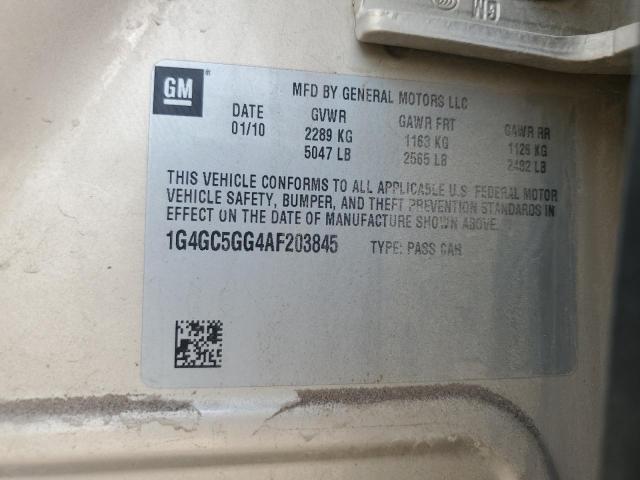 GM
GM
MFD BY GENERAL MOTORS LLC
DATE GVWR GAWR FRT GAWR RR
01/10 2289 KG 1163 KG 1126 KG
5047 LB 2565 LB 2482 LB
THIS VEHICLE CONFORMS TO ALL APPLICABLE U.S. FEDERAL MOTOR
VEHICLE SAFETY, BUMPER, AND THEFT PREVENTION STANDARDS IN
EFFECT ON THE DATE OF MANUFACTURE SHOWN ABOVE.
1G4GC5GG4AF203845 TYPE: PASS CAR